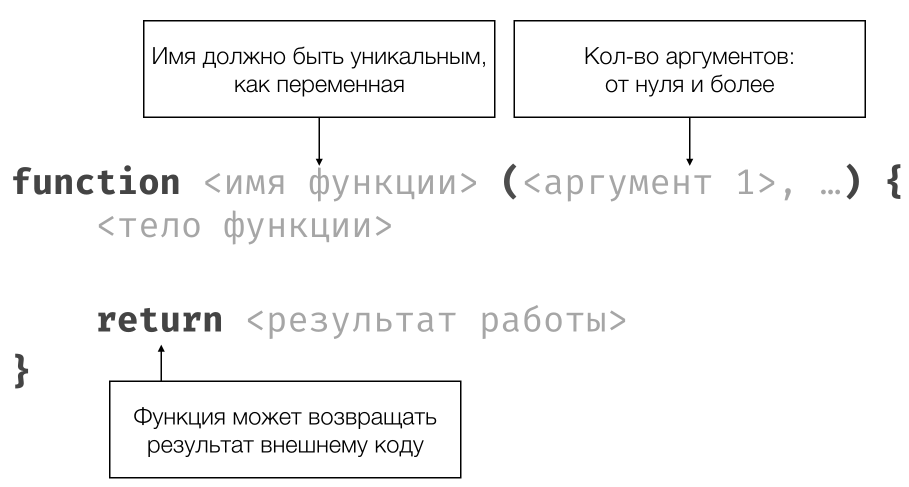 Имя должно быть уникальным,
как переменная
Кол-во аргументов:
от нуля и более
function <имя функции> (<аргумент 1>, …) {
<тело функции>
return <результат работы>
}
Функция может возвращать
результат внешнему коду